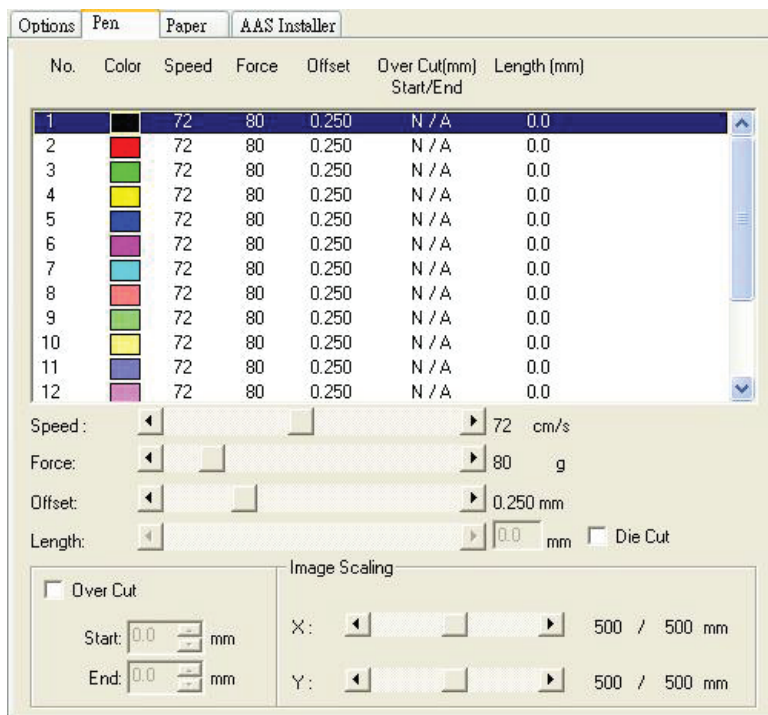 Options Pen Paper AAS Installer
No. Color Speed Force Offset Over Cut(mm) Length (mm)
Start/End
1 72 80 0.250 N / A 0.0
2 72 80 0.250 N / A 0.0
3 72 80 0.250 N / A 0.0
4 72 80 0.250 N / A 0.0
5 72 80 0.250 N / A 0.0
6 72 80 0.250 N / A 0.0
7 72 80 0.250 N / A 0.0
8 72 80 0.250 N / A 0.0
9 72 80 0.250 N / A 0.0
10 72 80 0.250 N / A 0.0
11 72 80 0.250 N / A 0.0
12 72 80 0.250 N / A 0.0
Speed : 72 cm/s
Force: 80 g
Offset: 0.250 mm
Length: 0.0 mm Die Cut
Over Cut
Start: 0.0 mm
End: 0.0 mm
Image Scaling
X: 500 / 500 mm
Y: 500 / 500 mm